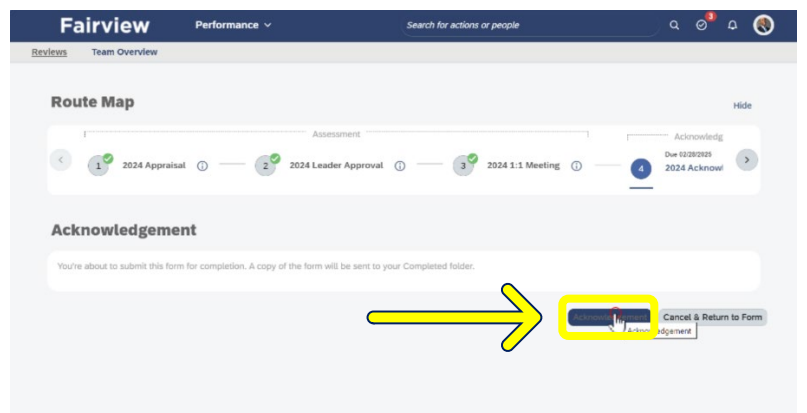 Fairview Performance Search for actions or people 3
Reviews Team Overview
Route Map
Hide
Assessment Acknowledg
Due 02/28/2025
1 2024 Appraisal 2 2024 Leader Approval 3 2024 1:1 Meeting 4 2024 Acknowl
Acknowledgement
You're about to submit this form for completion. A copy of the form will be sent to your Completed folder.
Acknowledgement Cancel & Return to Form
Acknowledgement